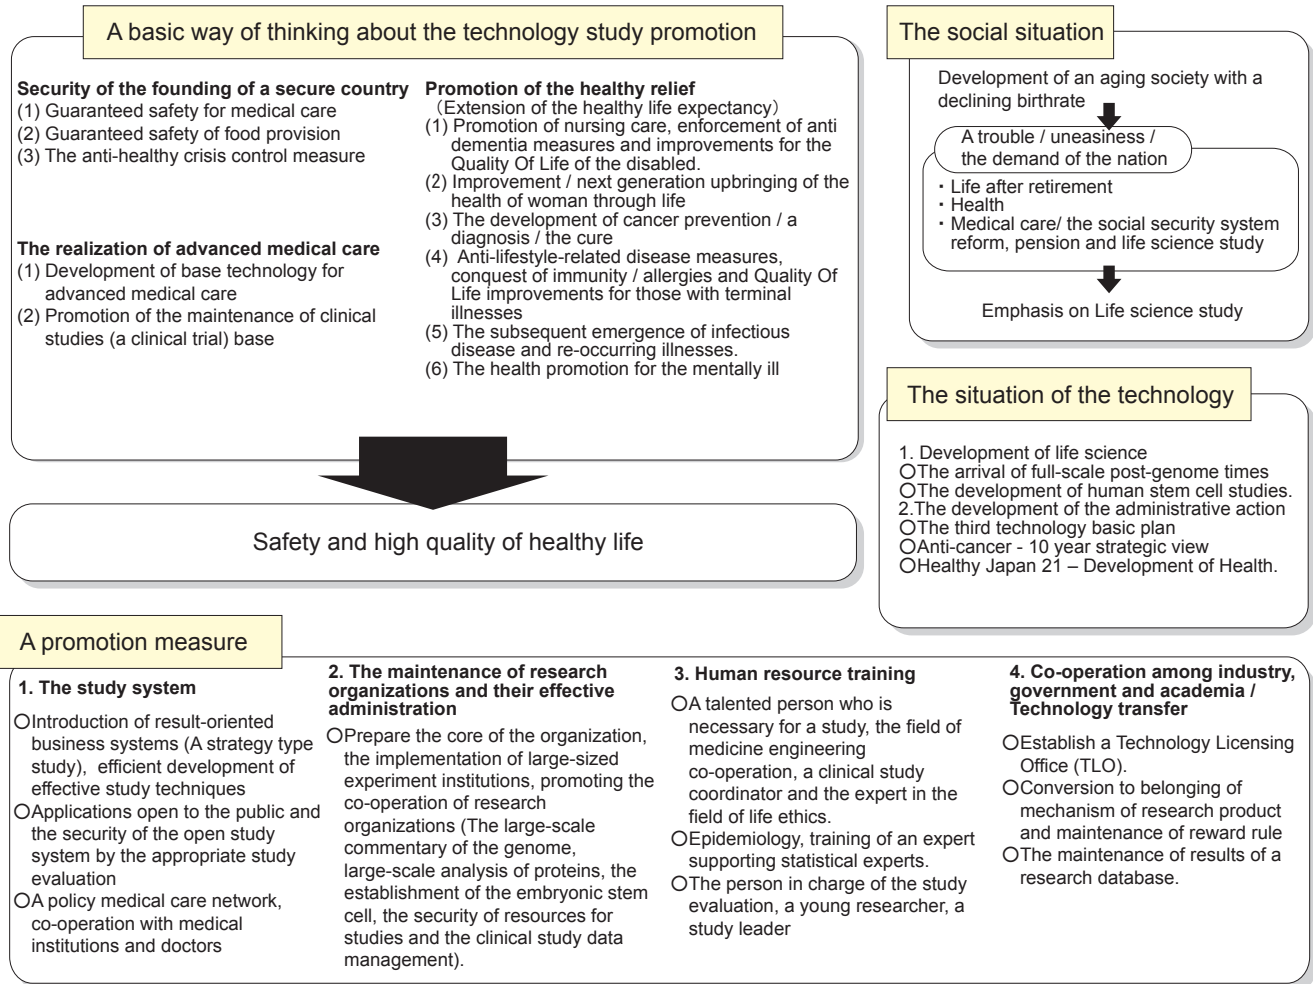 A basic way of thinking about the technology study promotion
Security of the founding of a secure country
(1) Guaranteed safety for medical care
(2) Guaranteed safety of food provision
(3) The anti-healthy crisis control measure
The realization of advanced medical care
(1) Development of base technology for
advanced medical care
(2) Promotion of the maintenance of clinical
studies (a clinical trial) base
Promotion of the healthy relief
（Extension of the healthy life expectancy）
(1) Promotion of nursing care, enforcement of anti
dementia measures and improvements for the
Quality Of Life of the disabled.
(2) Improvement / next generation upbringing of the
health of woman through life
(3) The development of cancer prevention / a
diagnosis / the cure
(4) Anti-lifestyle-related disease measures,
conquest of immunity / allergies and Quality Of
Life improvements for those with terminal
illnesses
(5) The subsequent emergence of infectious
disease and re-occurring illnesses.
(6) The health promotion for the mentally ill
Safety and high quality of healthy life
The social situation
Development of an aging society with a
declining birthrate
A trouble / uneasiness /
the demand of the nation
・Life after retirement
・Health
・Medical care/ the social security system
reform, pension and life science study
Emphasis on Life science study
The situation of the technology
1. Development of life science
○The arrival of full-scale post-genome times
○The development of human stem cell studies.
2.The development of the administrative action
○The third technology basic plan
○Anti-cancer - 10 year strategic view
○Healthy Japan 21 – Development of Health.
A promotion measure
1. The study system
○Introduction of result-oriented
business systems (A strategy type
study), efficient development of
effective study techniques
○Applications open to the public and
the security of the open study
system by the appropriate study
evaluation
○A policy medical care network,
co-operation with medical
institutions and doctors
2. The maintenance of research
organizations and their effective
administration
○Prepare the core of the organization,
the implementation of large-sized
experiment institutions, promoting the
co-operation of research
organizations (The large-scale
commentary of the genome,
large-scale analysis of proteins, the
establishment of the embryonic stem
cell, the security of resources for
studies and the clinical study data
management).
3. Human resource training
○A talented person who is
necessary for a study, the field of
medicine engineering
co-operation, a clinical study
coordinator and the expert in the
field of life ethics.
○Epidemiology, training of an expert
supporting statistical experts.
○The person in charge of the study
evaluation, a young researcher, a
study leader
4. Co-operation among industry,
government and academia /
Technology transfer
○Establish a Technology Licensing
Office (TLO).
○Conversion to belonging of
mechanism of research product
and maintenance of reward rule
○The maintenance of results of a
research database.